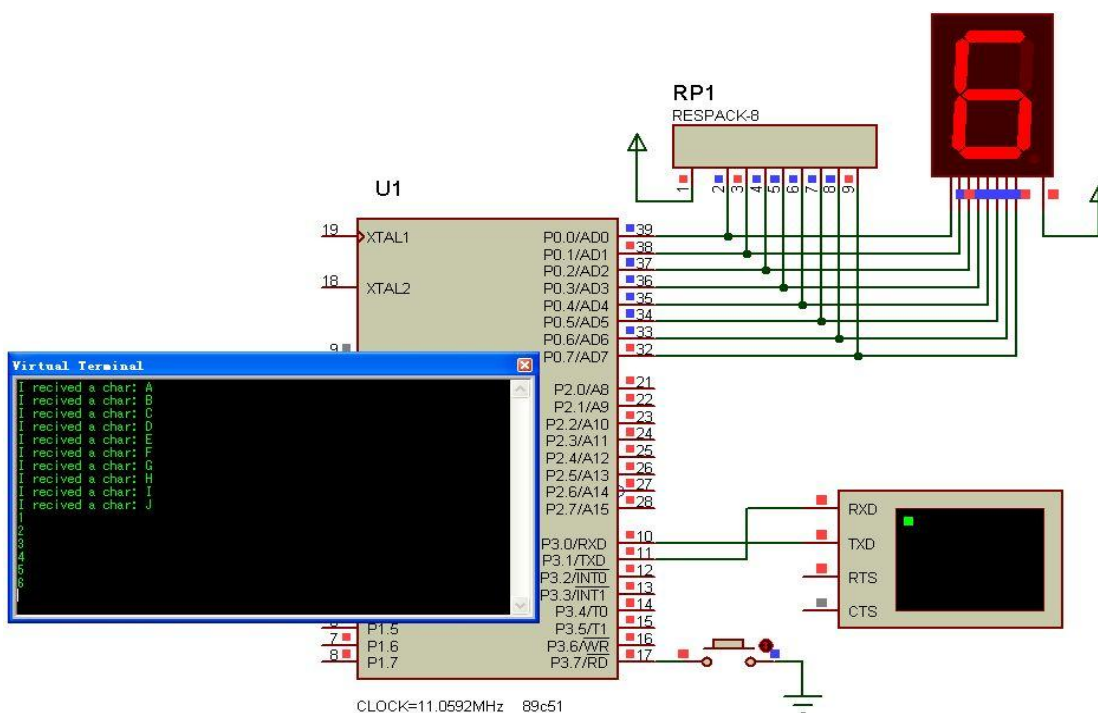 RP1
RESPACK-8
1
2
3
4
5
6
7
8
9
U1
19
XTAL1
18
XTAL2
9
P0.0/AD0 39
P0.1/AD1 38
P0.2/AD2 37
P0.3/AD3 36
P0.4/AD4 35
P0.5/AD5 34
P0.6/AD6 33
P0.7/AD7 32
P2.0/A8 21
P2.1/A9 22
P2.2/A10 23
P2.3/A11 24
P2.4/A12 25
P2.5/A13 26
P2.6/A14 27
P2.7/A15 28
P3.0/RXD 10
P3.1/TXD 11
P3.2/INT0 12
P3.3/INT1 13
P3.4/T0 14
P3.5/T1 15
P3.6/WR 16
P3.7/RD 17
P1.5
7 P1.6
8 P1.7
Virtual Terminal
I recived a char: A
I recived a char: B
I recived a char: C
I recived a char: D
I recived a char: E
I recived a char: F
I recived a char: G
I recived a char: H
I recived a char: I
I recived a char: J
1
2
3
4
5
6
RXD
TXD
RTS
CTS
6
CLOCK=11.0592MHz 89c51